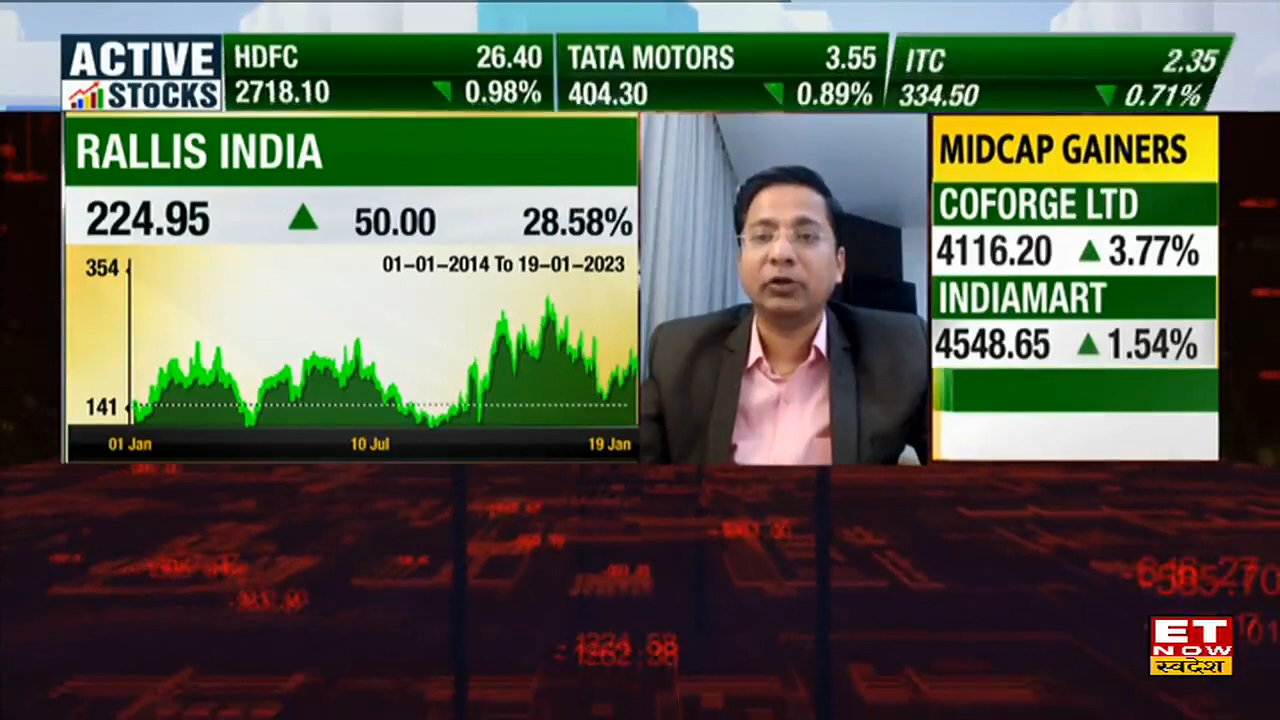 ACTIVE STOCKS
HDFC 26.40
2718.10 ▼ 0.98%
TATA MOTORS 3.55
404.30 ▼ 0.89%
ITC 2.35
334.50 ▼ 0.71%
RALLIS INDIA
224.95 ▲ 50.00 28.58%
01-01-2014 To 19-01-2023
354
141
01 Jan 10 Jul 19 Jan
MIDCAP GAINERS
COFORGE LTD
4116.20 ▲ 3.77%
INDIAMART
4548.65 ▲ 1.54%
ET
NOW
स्वदेश